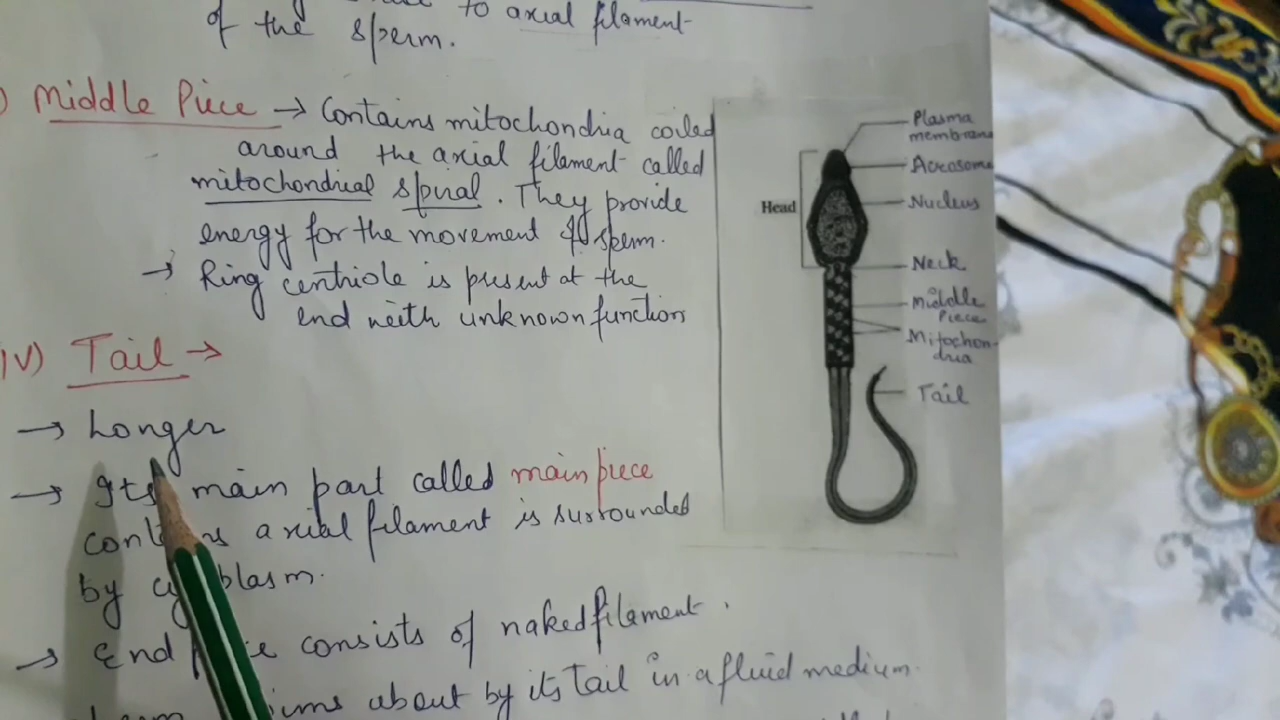 to axial filament
of the sperm.
) Middle Piece → Contains mitochondria coiled
around the axial filament called
mitochondrial spiral. They provide
energy for the movement of sperm.
→ Ring centriole is present at the
end with unknown function
iv) Tail →
→ Longer
→ Its main part called main piece
axial filament is surrounded
by
→ End consists of naked filament.
about by its tail in a fluid medium.
Plasma
membrane
Acrosome
Head
Nucleus
Neck
Middle
Piece
Mitochon-
dria
Tail